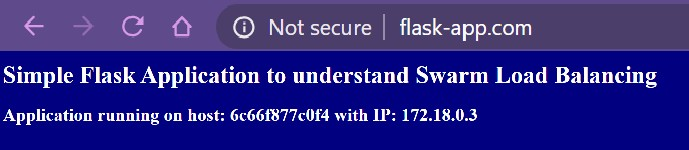 Not secure flask-app.com
Simple Flask Application to understand Swarm Load Balancing
Application running on host: 6c66f877c0f4 with IP: 172.18.0.3